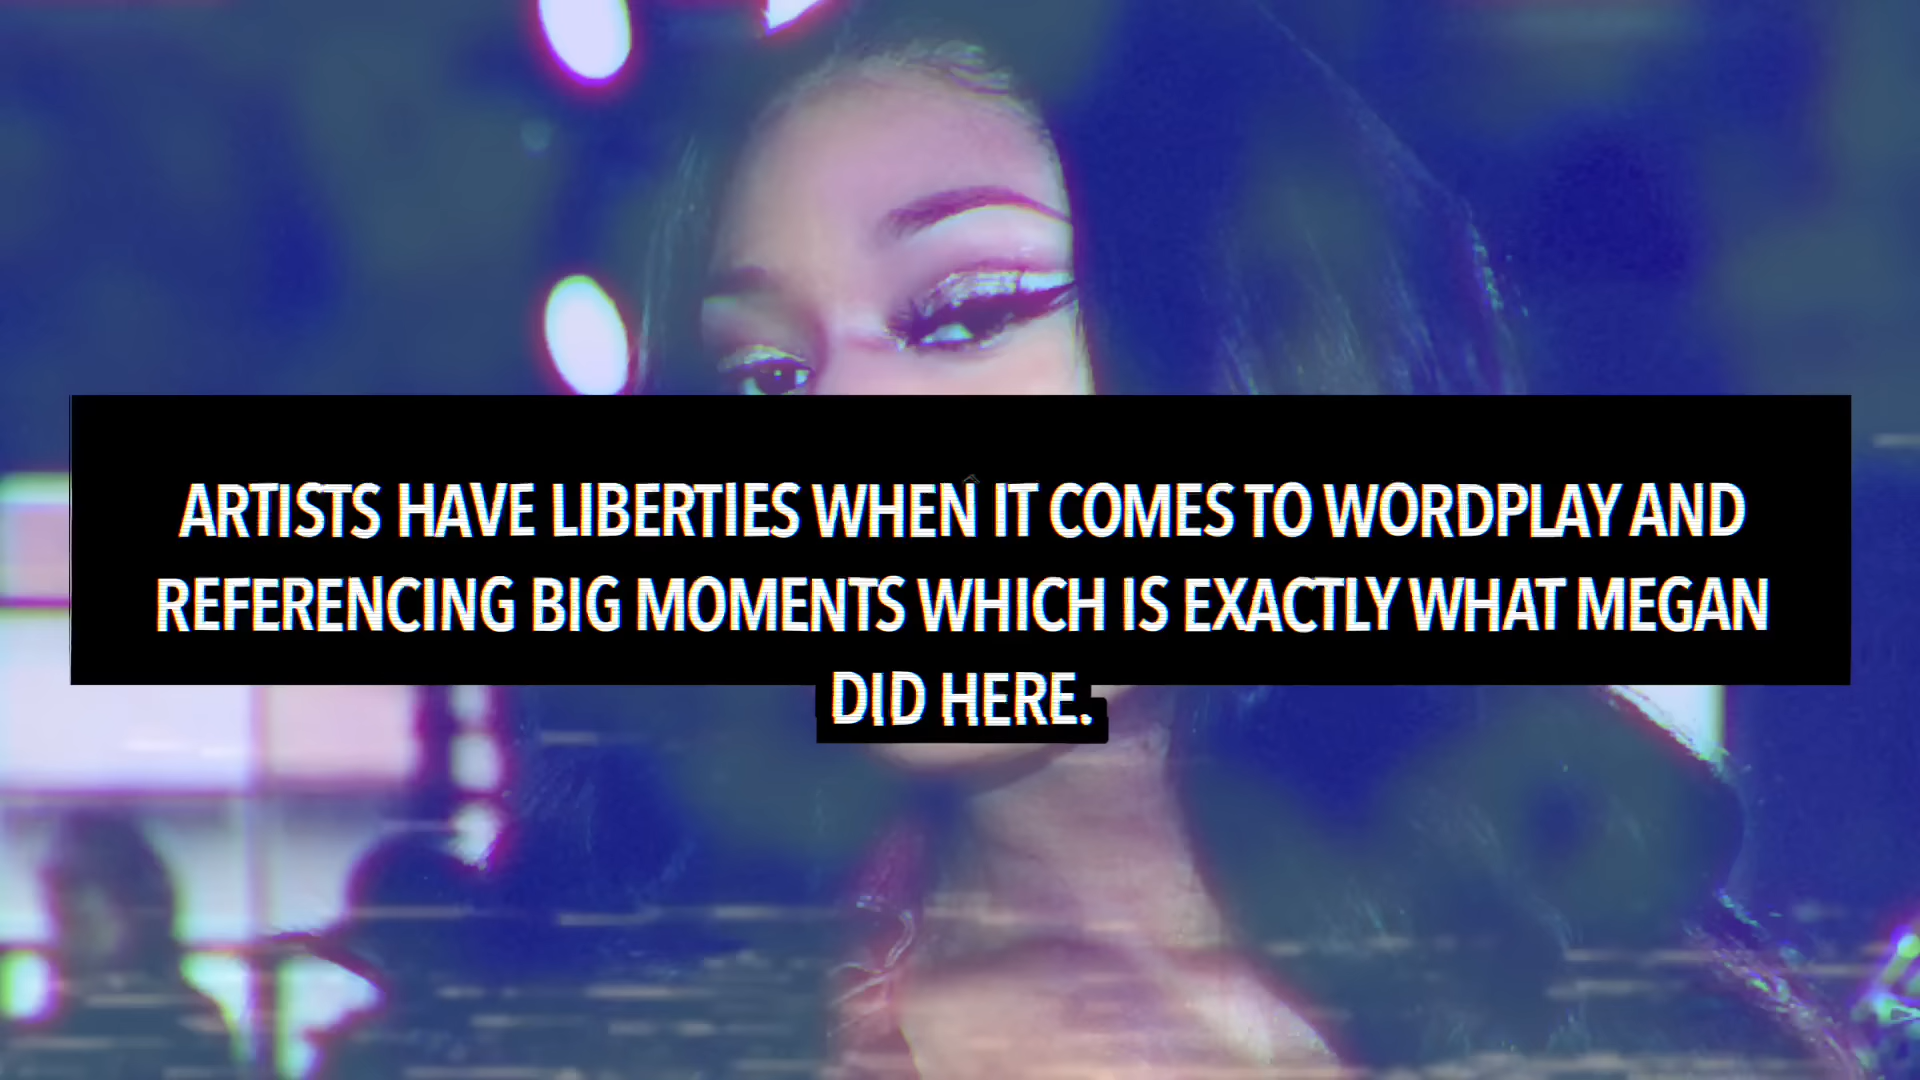 ARTISTS HAVE LIBERTIES WHEN IT COMES TO WORDPLAY AND
REFERENCING BIG MOMENTS WHICH IS EXACTLY WHAT MEGAN
DID HERE.